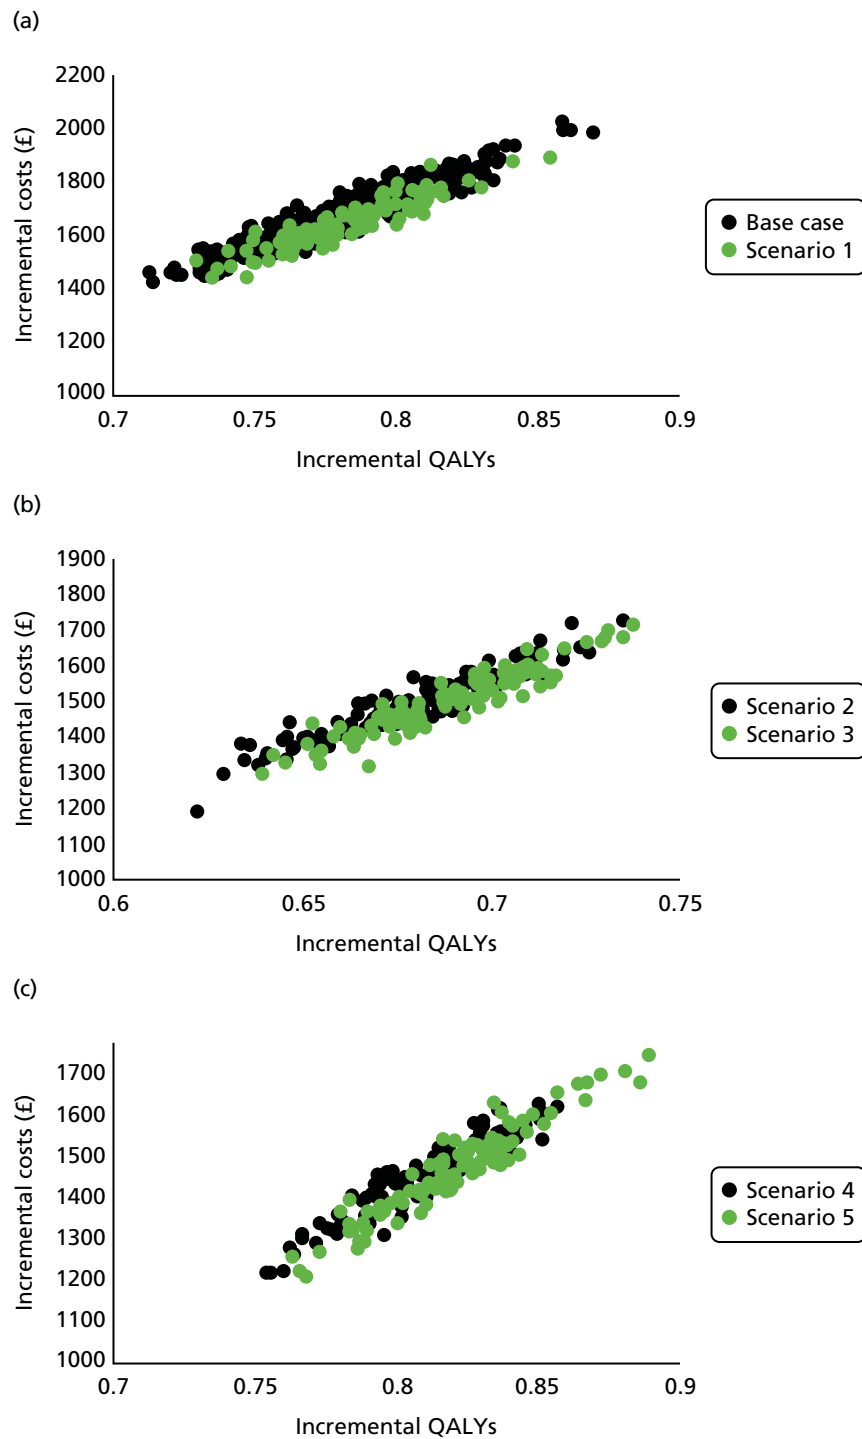 (a)
2200
2000
1800
1600
1400
1200
1000
Incremental costs (£)
0.7
0.75
0.8
0.85
0.9
Incremental QALYs
Base case
Scenario 1
(b)
1900
1800
1700
1600
1500
1400
1300
1200
1100
1000
Incremental costs (£)
0.6
0.65
0.7
0.75
Incremental QALYs
Scenario 2
Scenario 3
(c)
1700
1600
1500
1400
1300
1200
1000
Incremental costs (£)
0.7
0.75
0.8
0.85
0.9
Incremental QALYs
Scenario 4
Scenario 5